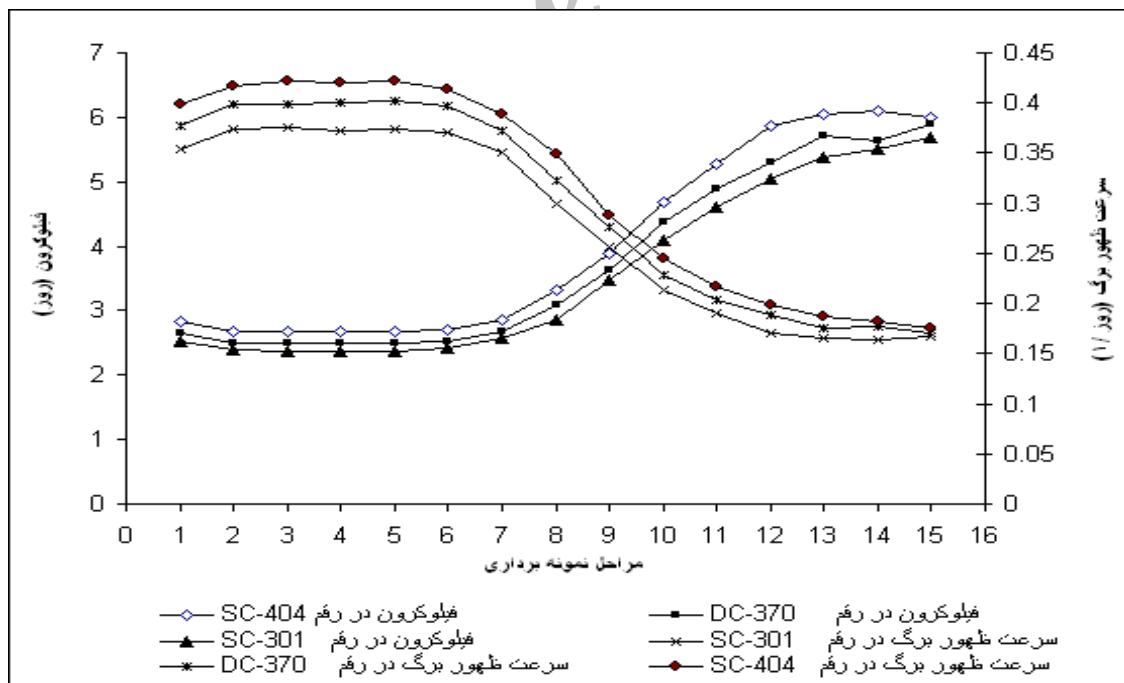 7
6
5
4
3
2
1
0
فیلوکرون (روز)
0.45
0.4
0.35
0.3
0.25
0.2
0.15
0.1
0.05
0
سرعت ظهور برگ (روز /۱)
0 1 2 3 4 5 6 7 8 9 10 11 12 13 14 15 16
مراحل نمونه برداری
فیلوکرون در رقم SC-404
فیلوکرون در رقم DC-370
فیلوکرون در رقم SC-301
سرعت ظهور برگ در رقم SC-301
سرعت ظهور برگ در رقم DC-370
سرعت ظهور برگ در رقم SC-404